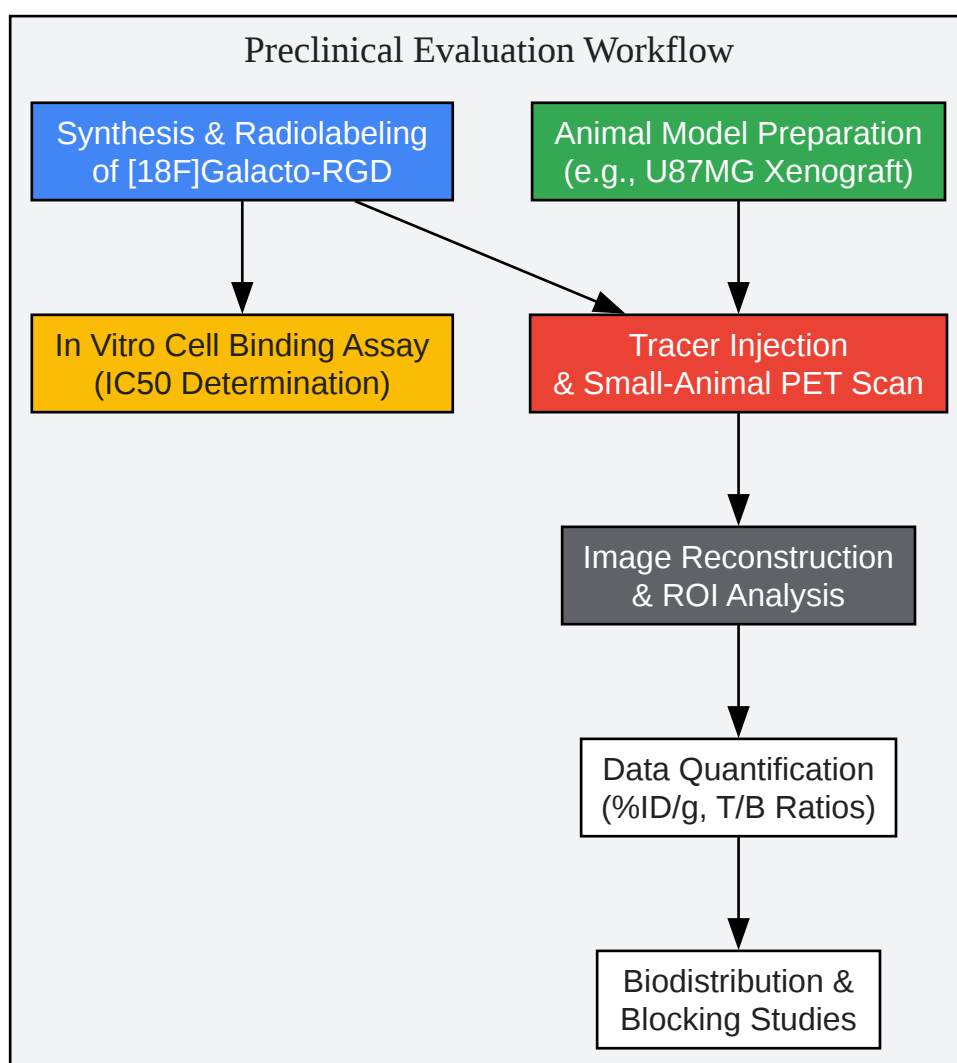 Preclinical Evaluation Workflow
Synthesis & Radiolabeling
of [18F]Galacto-RGD
Animal Model Preparation
(e.g., U87MG Xenograft)
In Vitro Cell Binding Assay
(IC50 Determination)
Tracer Injection
& Small-Animal PET Scan
Image Reconstruction
& ROI Analysis
Data Quantification
(%ID/g, T/B Ratios)
Biodistribution &
Blocking Studies